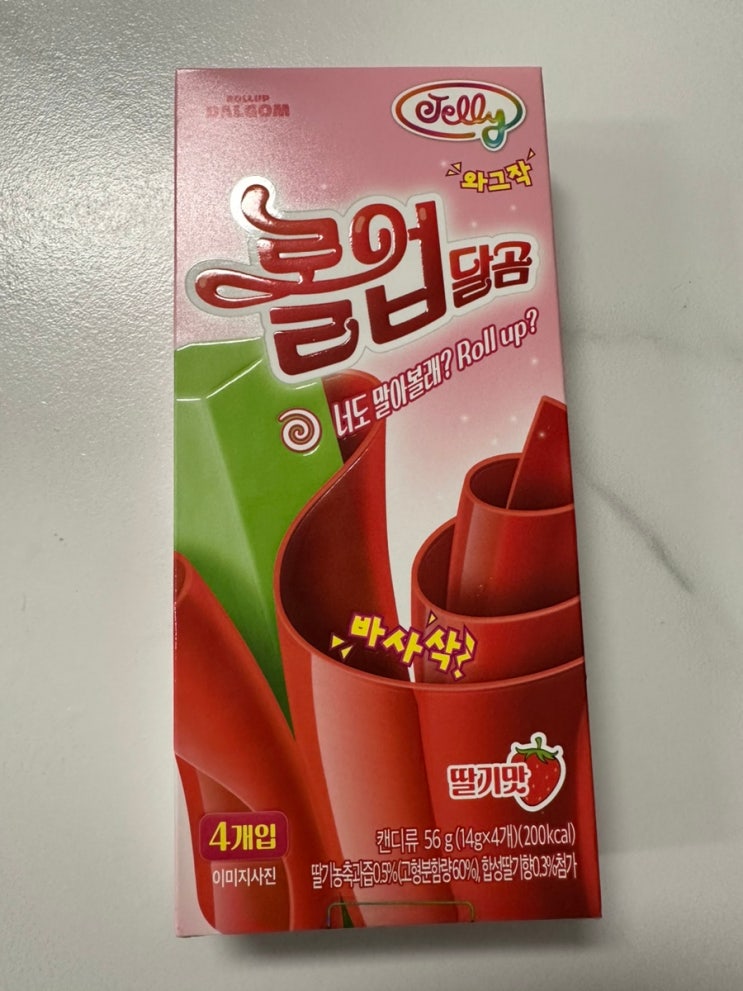 ROLLUP
DALGOM
Jelly
와그작
롤업 달곰
너도 말아볼래? Roll up?
바사삭!
딸기맛
4개입
이미지사진
캔디류 56 g (14g×4개)(200kcal)
딸기농축과즙0.9%(고형분함량60%), 합성딸기향0.3%첨가